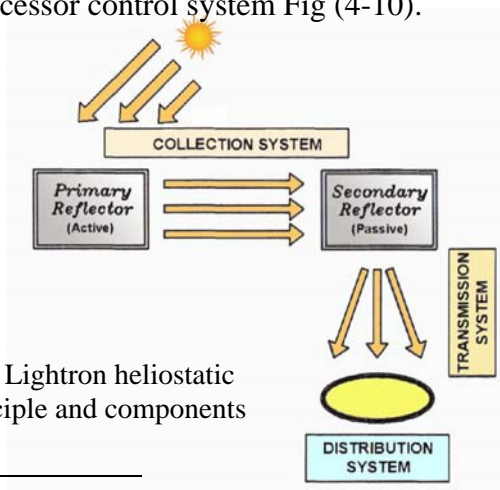 cessor control system Fig (4-10).
COLLECTION SYSTEM
Primary
Reflector
(Active)
Secondary
Reflector
(Passive)
TRANSMISSION
SYSTEM
Lightron heliostatic
ciple and components
DISTRIBUTION
SYSTEM